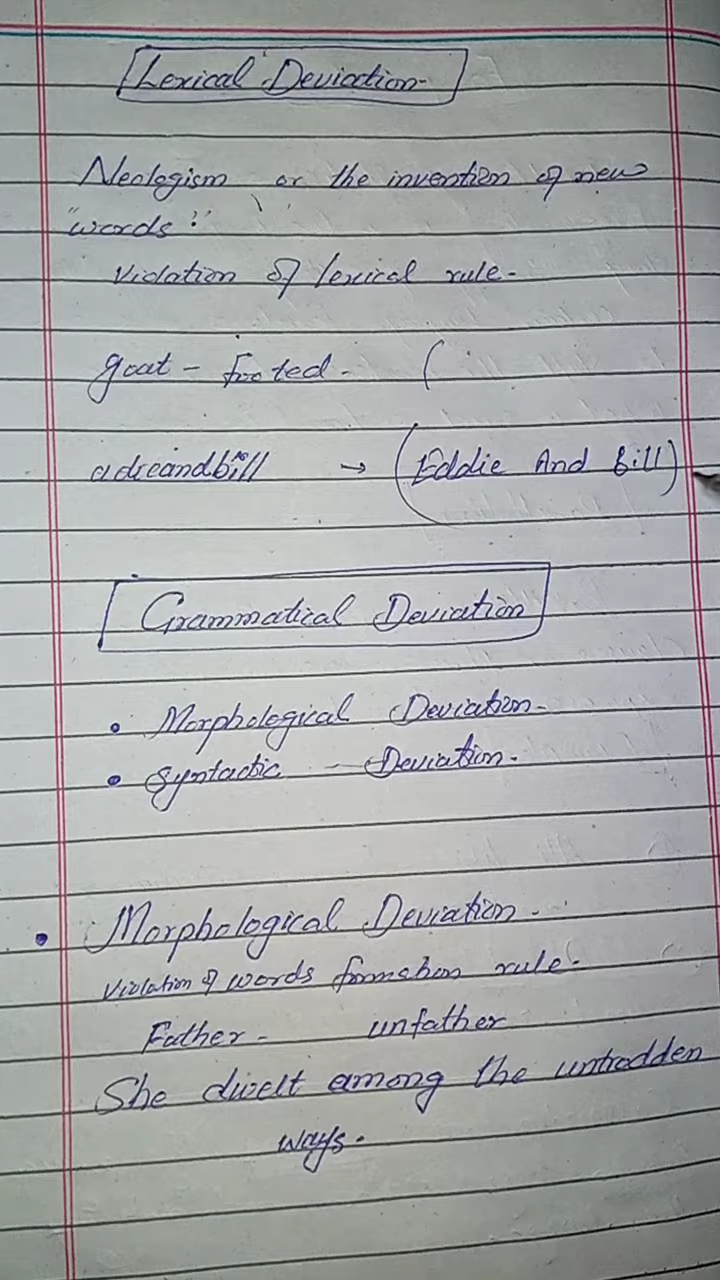 Lexical Deviation-
Neologism or the invention of new
"words"
Violation of lexical rule-
goat - footed - (
adieandbill → (Eddie And Bill)
Grammatical Deviation
• Morphological Deviation-
• Syntactic - Deviation.
• Morphological Deviation.
Violation of words formation rule.
Father - unfather
She dwelt among the untrodden
ways.